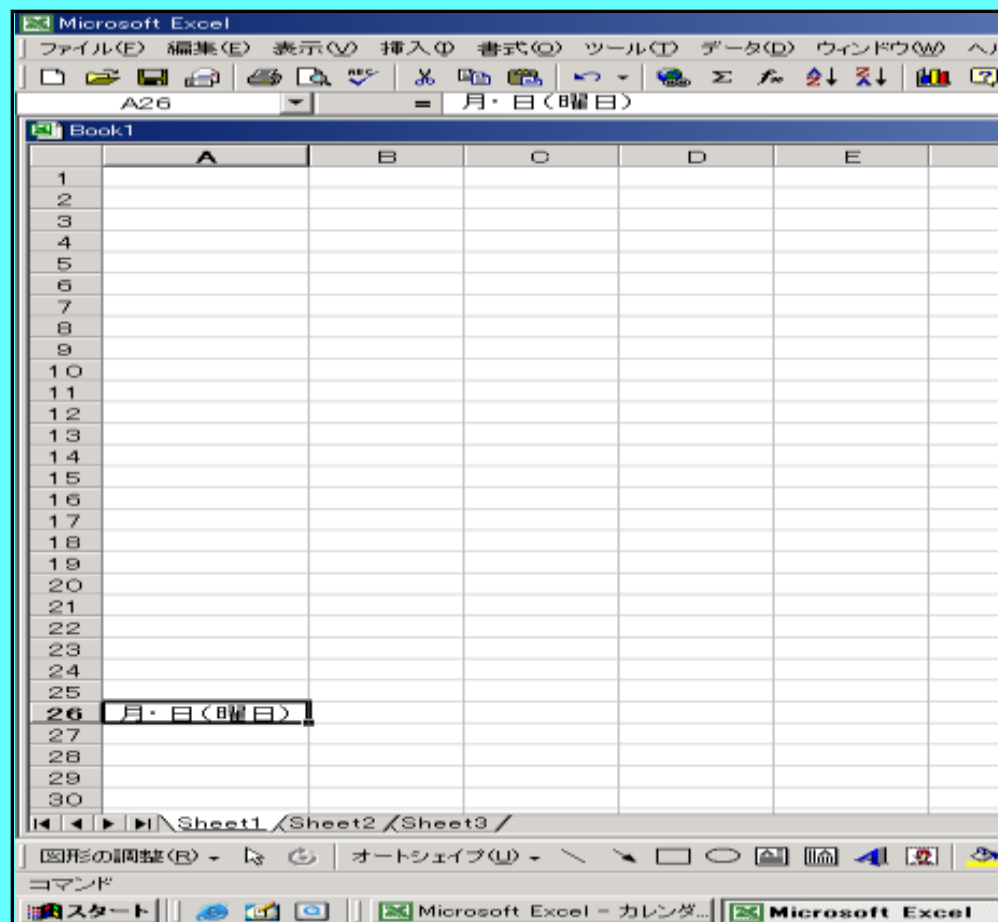 Microsoft Excel
ファイル(F) 編集(E) 表示(V) 挿入(I) 書式(O) ツール(T) データ(D) ウィンドウ(W)
ABC
A26 = 月・日(曜日)
Book1
A B C D E
1
2
3
4
5
6
7
8
9
10
11
12
13
14
15
16
17
18
19
20
21
22
23
24
25
26 月・日(曜日)
27
28
29
30
Sheet1 Sheet2 Sheet3
図形の調整(R) オートシェイプ(U)
コマンド
スタート Microsoft Excel - カレンダ... Microsoft Excel